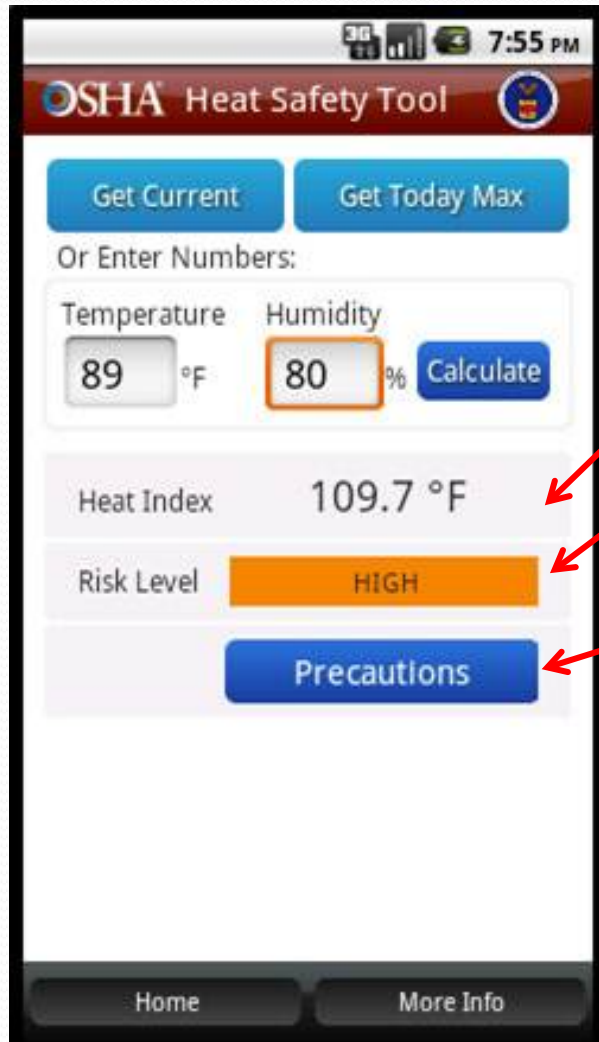 3G 7:55 PM
OSHA Heat Safety Tool
Get Current Get Today Max
Or Enter Numbers:
Temperature Humidity
89 °F 80 % Calculate
Heat Index 109.7 °F
Risk Level HIGH
Precautions
Home More Info